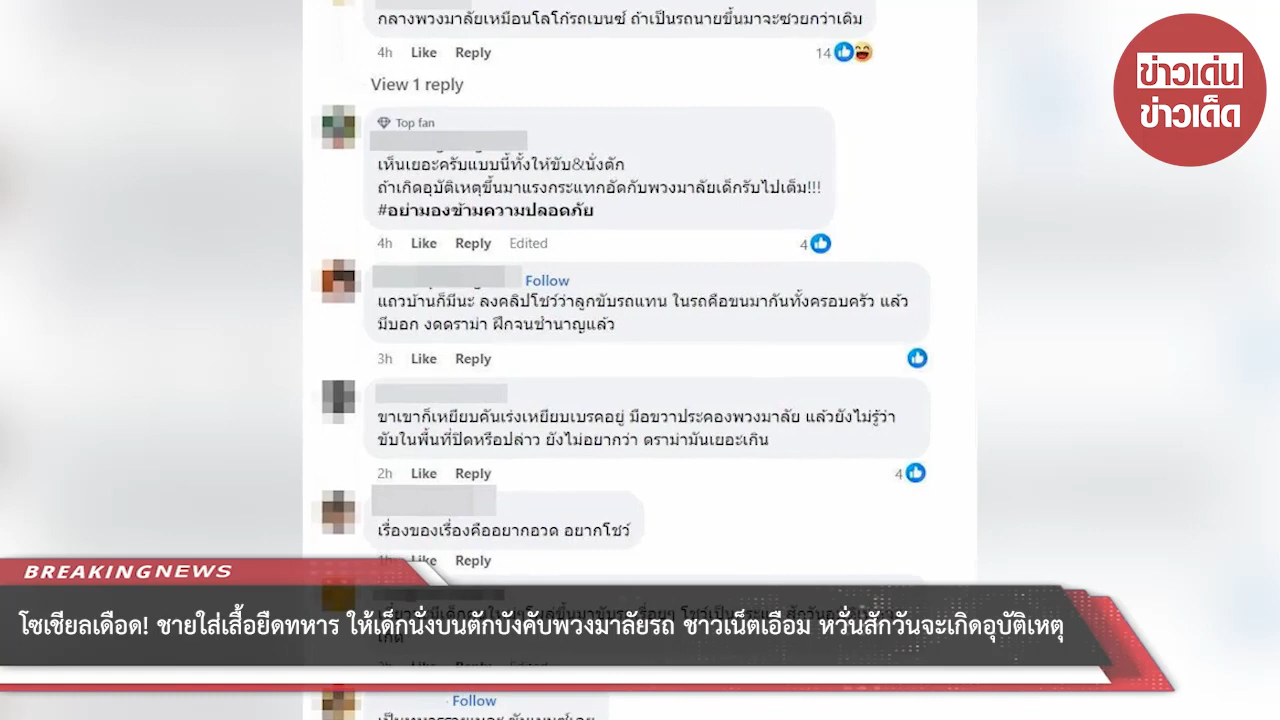 กลางพวงมาลัยเหมือนโลโก้รถเบนซ์ ถ้าเป็นรถนายขึ้นมาจะซวยกว่าเดิม
4h Like Reply 14
View 1 reply
ข่าวเด่น
ข่าวเด็ด
Top fan
เห็นเยอะครับแบบนี้ทั้งให้ขับ&นั่งตัก
ถ้าเกิดอุบัติเหตุขึ้นมาแรงกระแทกอัดกับพวงมาลัยเด็กรับไปเต็ม!!!
#อย่ามองข้ามความปลอดภัย
4h Like Reply Edited 4
Follow
แถวบ้านก็มีนะ ลงคลิปโชว์ว่าลูกขับรถแทน ในรถคือขนมากันทั้งครอบครัว แล้ว
มีบอก งดดราม่า ฝึกจนชำนาญแล้ว
3h Like Reply
ขาเขาก็เหยียบคันเร่งเหยียบเบรคอยู่ มือขวาประคองพวงมาลัย แล้วยังไม่รู้ว่า
ขับในพื้นที่ปิดหรือปล่าว ยังไม่อยากว่า ดราม่ามันเยอะเกิน
2h Like Reply 4
เรื่องของเรื่องคืออยากอวด อยากโชว์
1h Like Reply
BREAKINGNEWS
โซเชียลเดือด! ชายใส่เสื้อยืดทหาร ให้เด็กนั่งบนตักบังคับพวงมาลัยรถ ชาวเน็ตเอือม หวั่นสักวันจะเกิดอุบัติเหตุ
Follow